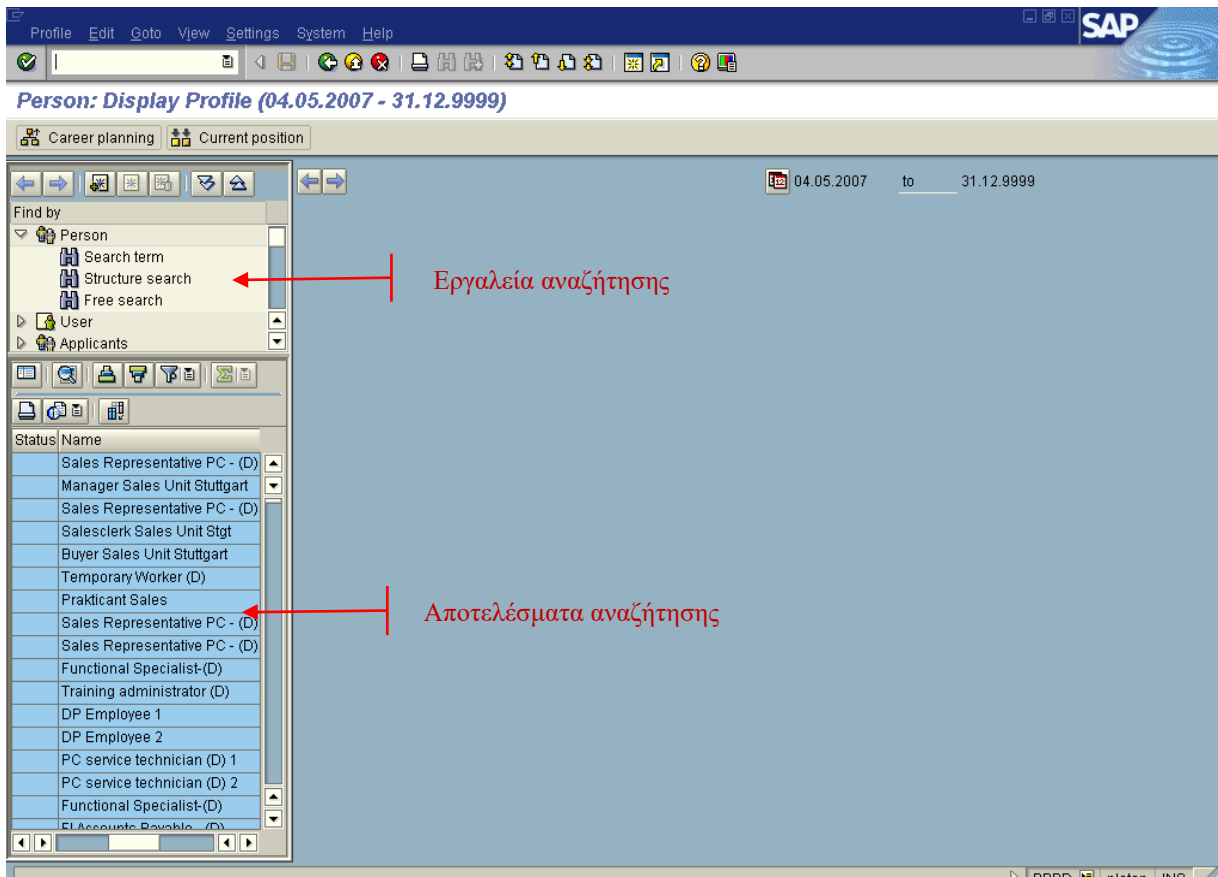 Profile Edit Goto View Settings System Help
SAP
Person: Display Profile (04.05.2007 - 31.12.9999)
Career planning Current position
04.05.2007 to 31.12.9999
Find by
Person
Search term
Structure search
Free search
User
Applicants
Εργαλεία αναζήτησης
Status Name
Sales Representative PC - (D)
Manager Sales Unit Stuttgart
Sales Representative PC - (D)
Salesclerk Sales Unit Stgt
Buyer Sales Unit Stuttgart
Temporary Worker (D)
Prakticant Sales
Sales Representative PC - (D)
Sales Representative PC - (D)
Functional Specialist-(D)
Training administrator (D)
DP Employee 1
DP Employee 2
PC service technician (D) 1
PC service technician (D) 2
Functional Specialist-(D)
FI Accounts Payable - (D)
Αποτελέσματα αναζήτησης